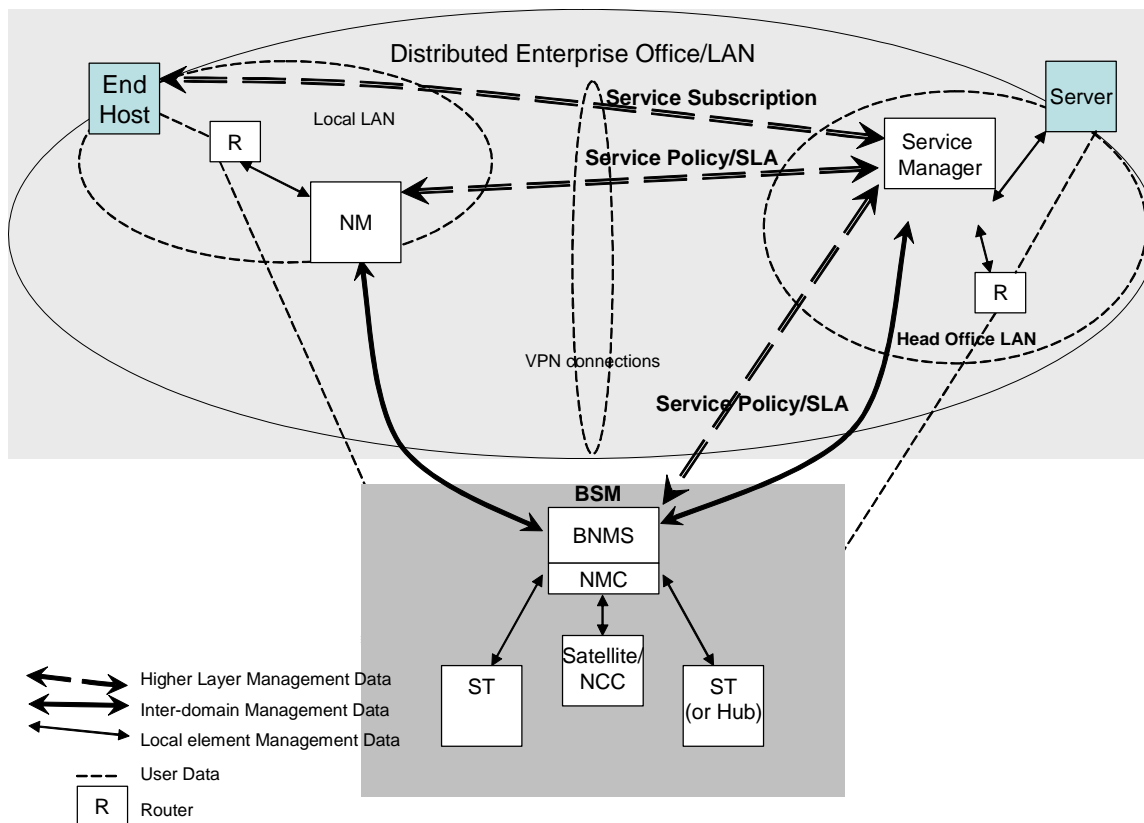 Distributed Enterprise Office/LAN
End
Host
Server
Service Subscription
Local LAN
R
Service
Manager
Service Policy/SLA
NM
R
Head Office LAN
VPN connections
Service Policy/SLA
BSM
BNMS
NMC
Satellite/
NCC
ST
ST
(or Hub)
Higher Layer Management Data
Inter-domain Management Data
Local element Management Data
User Data
R
Router